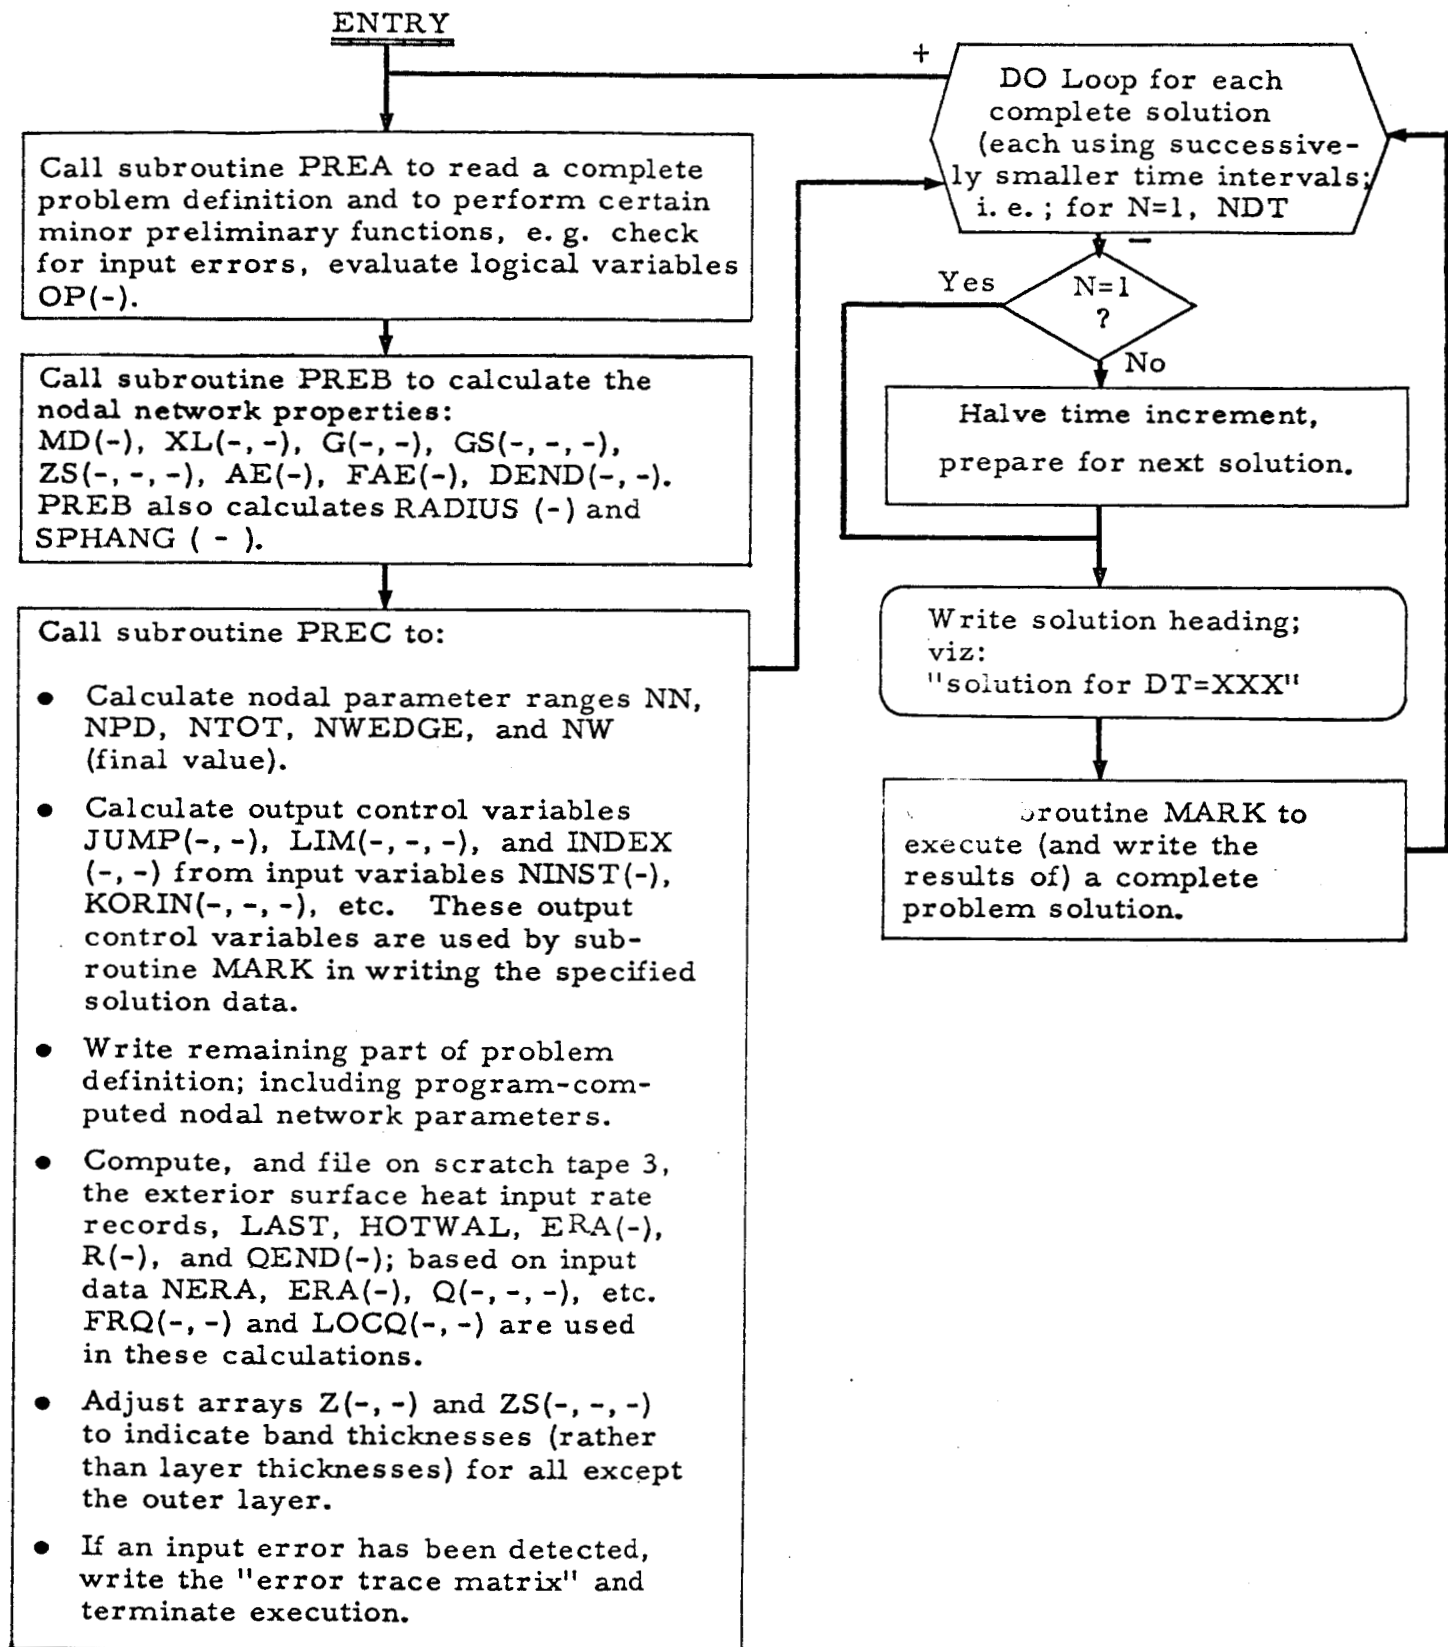 ENTRY
Call subroutine PREA to read a complete
problem definition and to perform certain
minor preliminary functions, e. g. check
for input errors, evaluate logical variables
OP(-).
Call subroutine PREB to calculate the
nodal network properties:
MD(-), XL(-, -), G(-, -), GS(-, -, -),
ZS(-, -, -), AE(-), FAE(-), DEND(-, -).
PREB also calculates RADIUS (-) and
SPHANG ( - ).
Call subroutine PREC to:
● Calculate nodal parameter ranges NN,
NPD, NTOT, NWEDGE, and NW
(final value).
● Calculate output control variables
JUMP(-, -), LIM(-, -, -), and INDEX
(-, -) from input variables NINST(-),
KORIN(-, -, -), etc. These output
control variables are used by sub-
routine MARK in writing the specified
solution data.
● Write remaining part of problem
definition; including program-com-
puted nodal network parameters.
● Compute, and file on scratch tape 3,
the exterior surface heat input rate
records, LAST, HOTWAL, ERA(-),
R(-), and QEND(-); based on input
data NERA, ERA(-), Q(-, -, -), etc.
FRQ(-, -) and LOCQ(-, -) are used
in these calculations.
● Adjust arrays Z(-, -) and ZS(-, -, -)
to indicate band thicknesses (rather
than layer thicknesses) for all except
the outer layer.
● If an input error has been detected,
write the "error trace matrix" and
terminate execution.
+
DO Loop for each
complete solution
(each using successive-
ly smaller time intervals;
i. e. ; for N=1, NDT
-
Yes
N=1
?
No
Halve time increment,
prepare for next solution.
Write solution heading;
viz:
"solution for DT=XXX"
routine MARK to
execute (and write the
results of) a complete
problem solution.